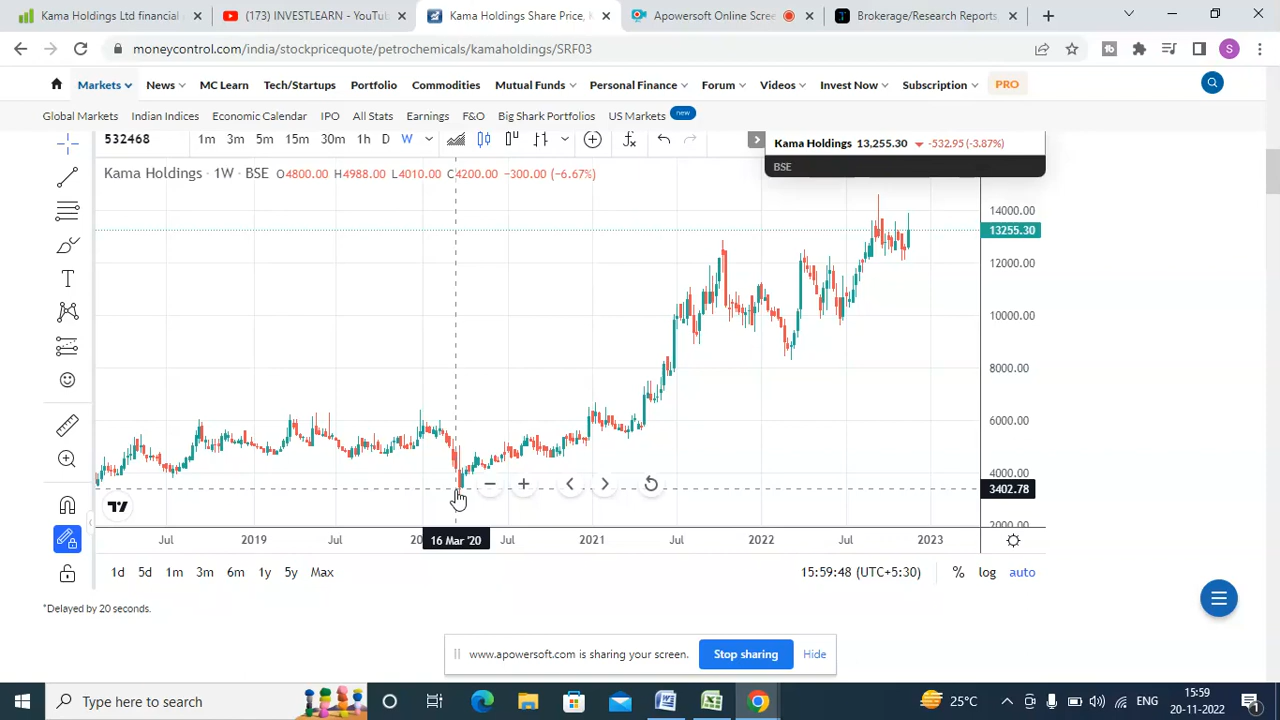 Kama Holdings Ltd financial
(173) INVESTLEARN - YouTu
Kama Holdings Share Price, K
Apowersoft Online Scree
Brokerage/Research Reports
moneycontrol.com/india/stockpricequote/petrochemicals/kamaholdings/SRF03
S
Markets News MC Learn Tech/Startups Portfolio Commodities Mutual Funds Personal Finance Forum Videos Invest Now Subscription PRO
Global Markets Indian Indices Economic Calendar IPO All Stats Earnings F&O Big Shark Portfolios US Markets new
532468 1m 3m 5m 15m 30m 1h D W
Kama Holdings 13,255.30 -532.95 (-3.87%)
BSE
Kama Holdings · 1W · BSE O4800.00 H4988.00 L4010.00 C4200.00 −300.00 (−6.67%)
14000.00
13255.30
12000.00
10000.00
8000.00
6000.00
4000.00
3402.78
2000.00
Jul 2019 Jul 16 Mar '20 Jul 2021 Jul 2022 Jul 2023
1d 5d 1m 3m 6m 1y 5y Max 15:59:48 (UTC+5:30) % log auto
*Delayed by 20 seconds.
www.apowersoft.com is sharing your screen. Stop sharing Hide
Type here to search
25°C
ENG
15:59
20-11-2022
1